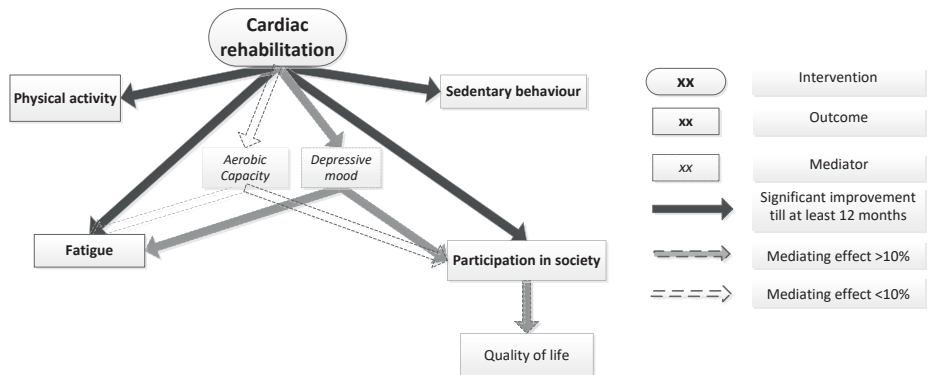 Cardiac
rehabilitation
Physical activity
Sedentary behaviour
Aerobic
Capacity
Depressive
mood
Fatigue
Participation in society
Quality of life
xx
Intervention
xx
Outcome
xx
Mediator
Significant improvement
till at least 12 months
Mediating effect >10%
Mediating effect <10%